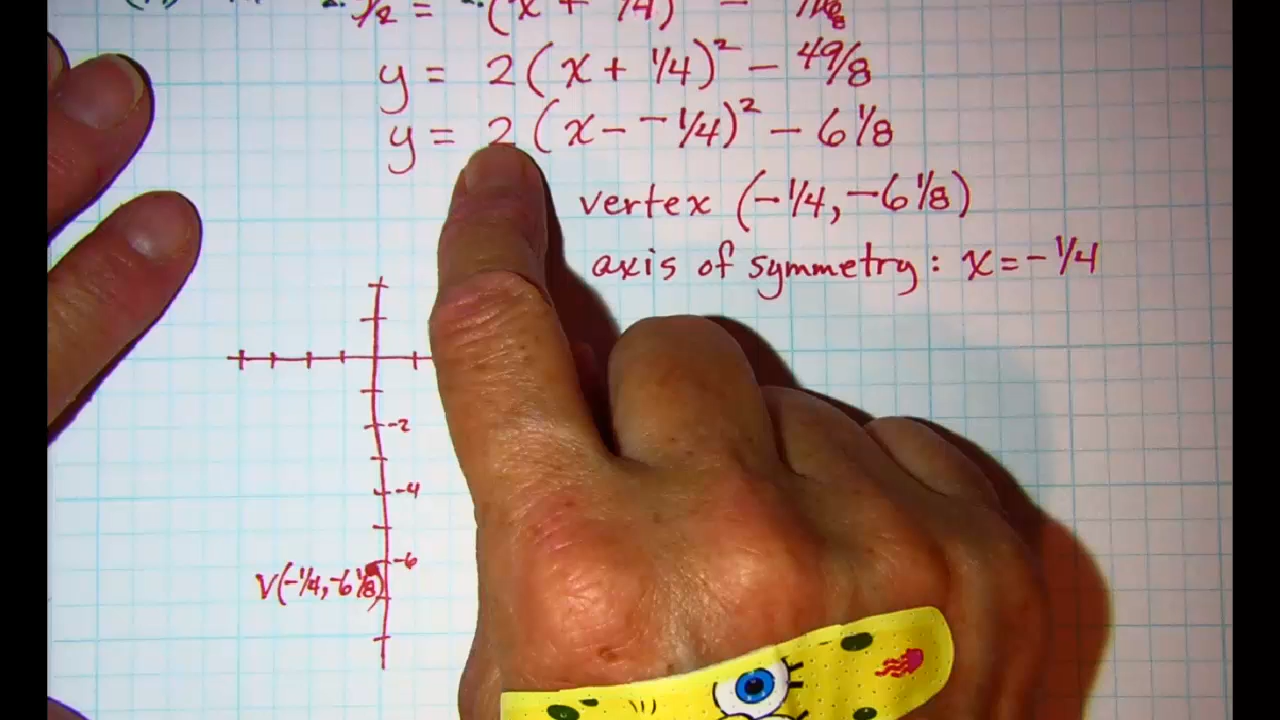 y = 2(x + 1/4)² - 49/8
y = 2(x - -1/4)² - 6 1/8
vertex (-1/4, -6 1/8)
axis of symmetry: x = -1/4
-2
-4
-6
V(-1/4, -6 1/8)